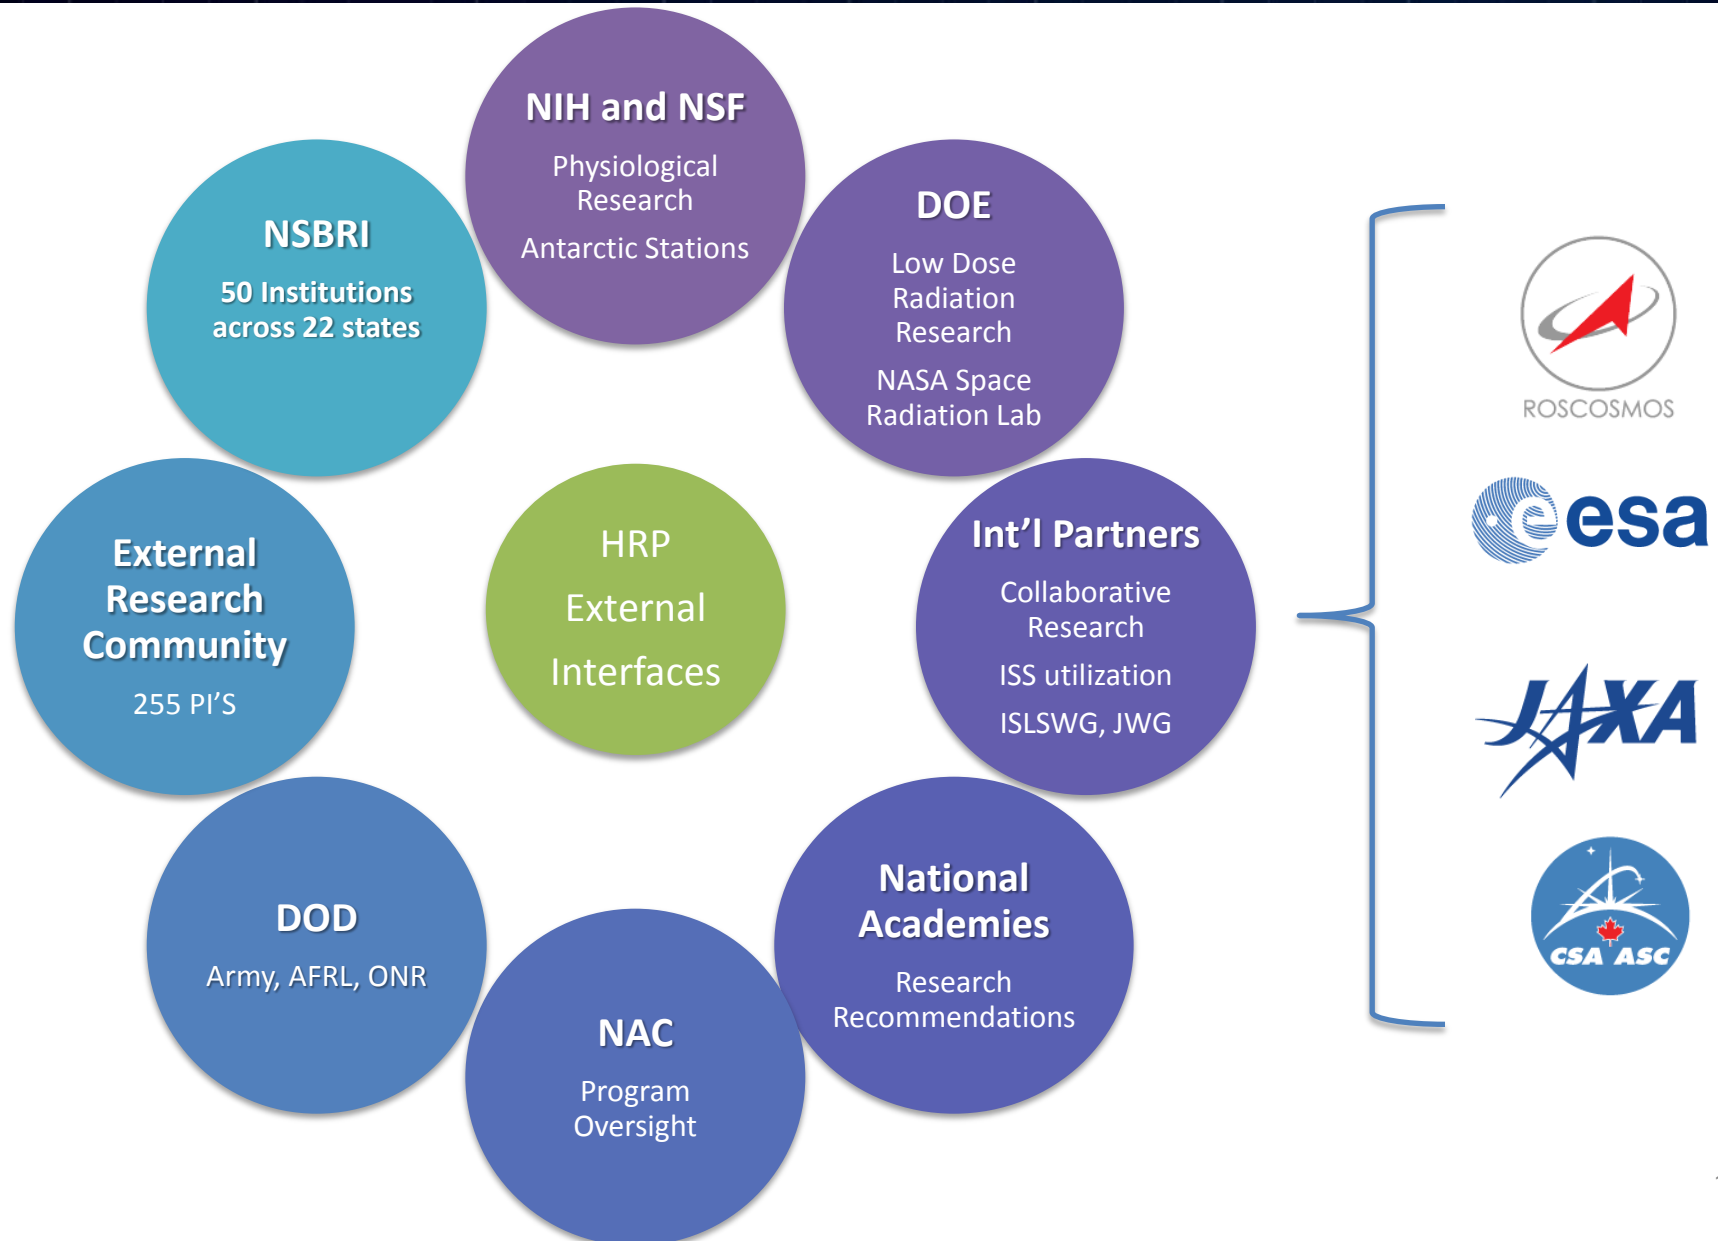 NIH and NSF
Physiological
Research
Antarctic Stations
DOE
Low Dose
Radiation
Research
NASA Space
Radiation Lab
Int’l Partners
Collaborative
Research
ISS utilization
ISLSWG, JWG
National
Academies
Research
Recommendations
NAC
Program
Oversight
DOD
Army, AFRL, ONR
External
Research
Community
255 PI’S
NSBRI
50 Institutions
across 22 states
HRP
External
Interfaces
ROSCOSMOS
esa
JAXA
CSA ASC